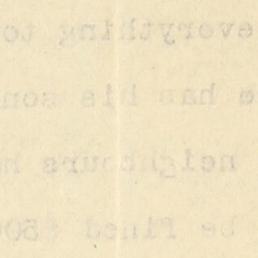 everything to
has his son
neighbours
be fined $50